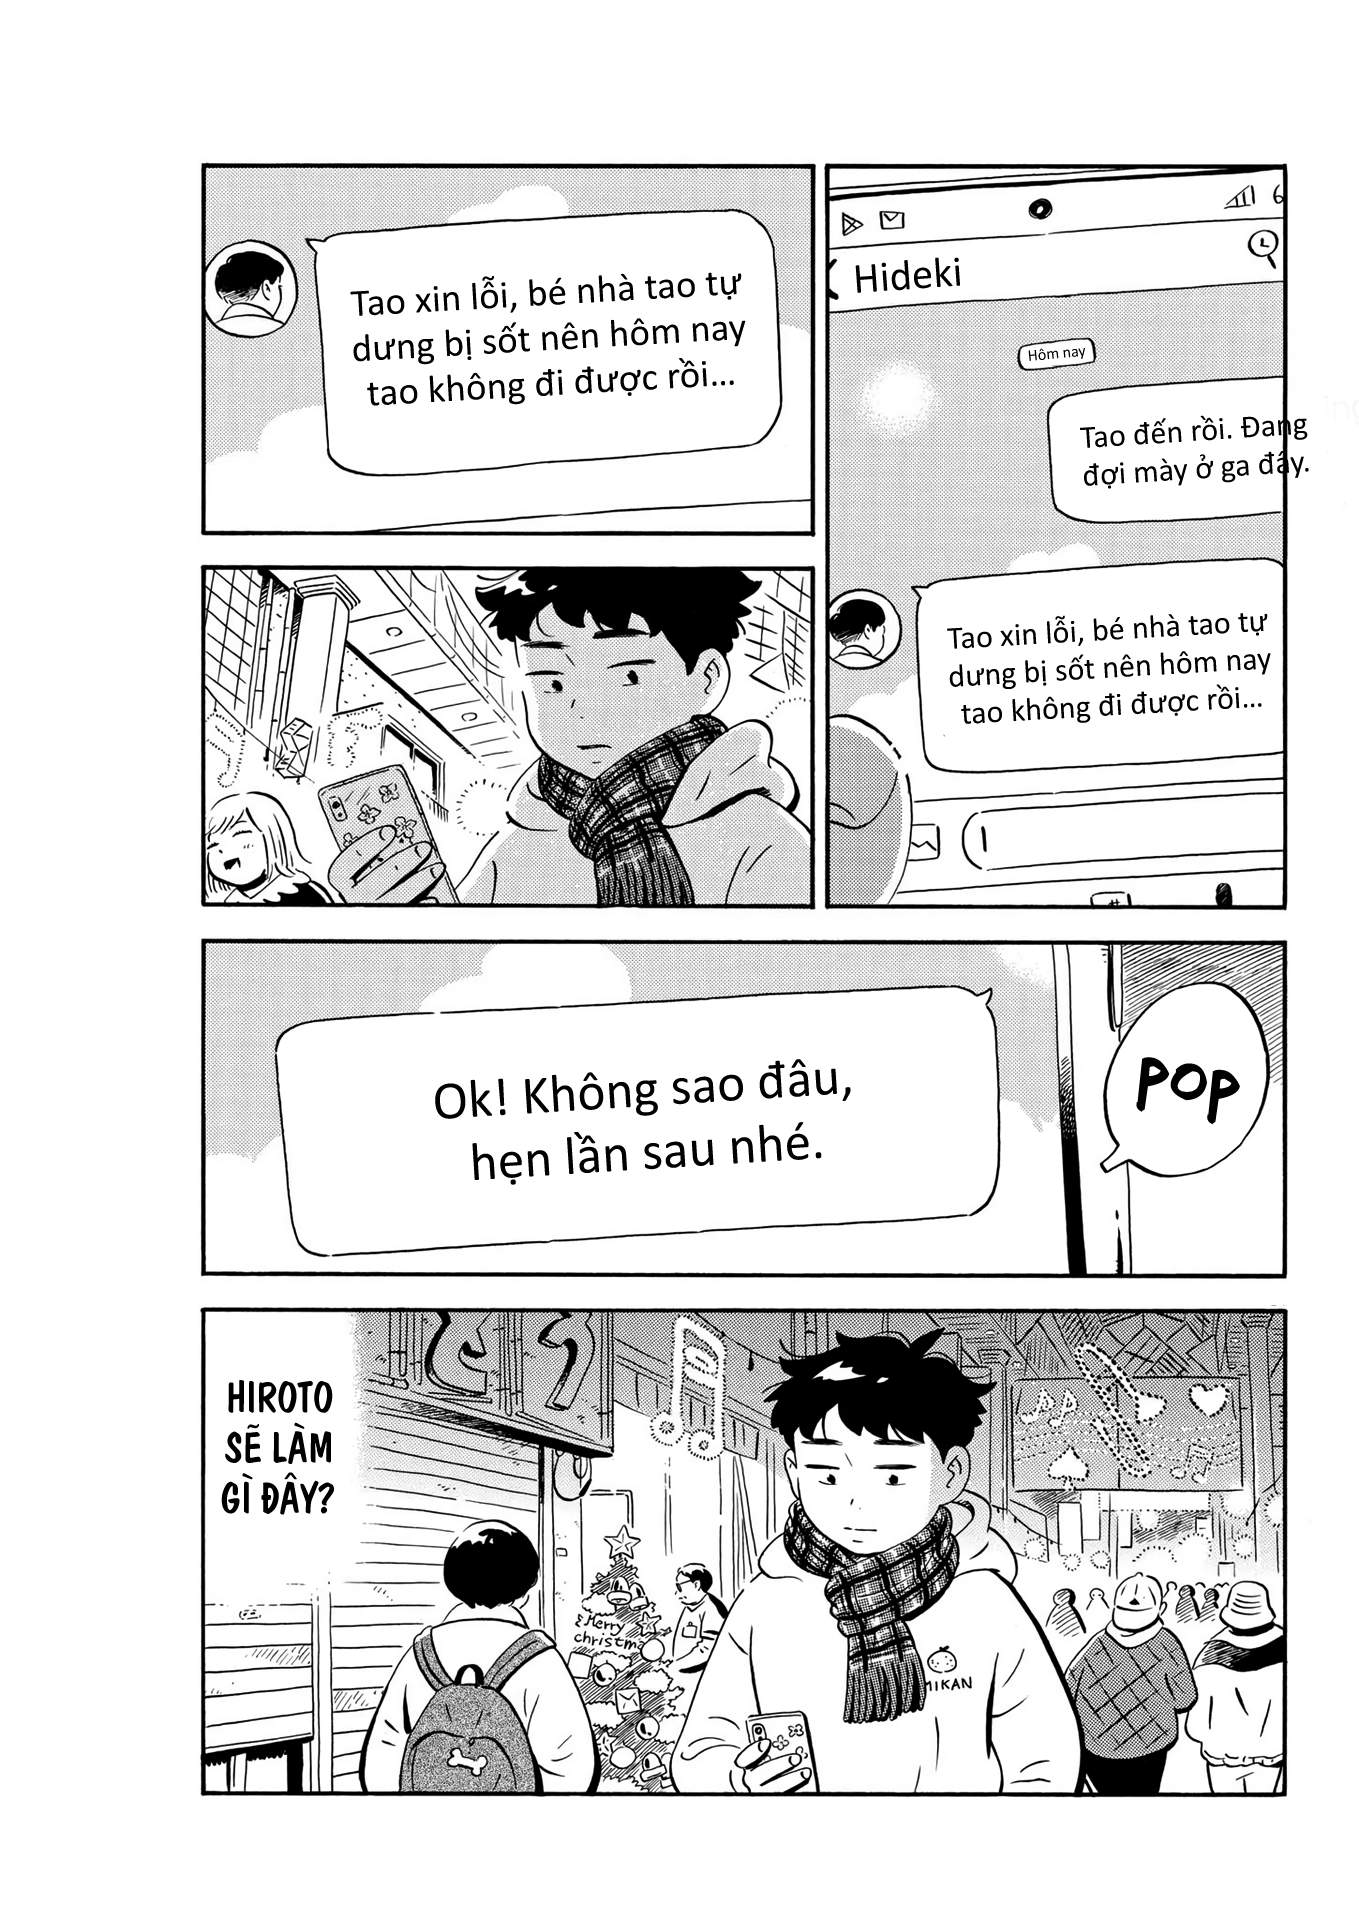 Hideki
Hôm nay
Tao đến rồi. Đang
đợi mày ở ga đấy.
Tao xin lỗi, bé nhà tao tự
dưng bị sốt nên hôm nay
tao không đi được rồi...
Tao xin lỗi, bé nhà tao tự
dưng bị sốt nên hôm nay
tao không đi được rồi...
POP
Ok! Không sao đâu,
hẹn lần sau nhé.
HIROTO
SẼ LÀM
GÌ ĐÂY?
Merry
christma
MIKAN